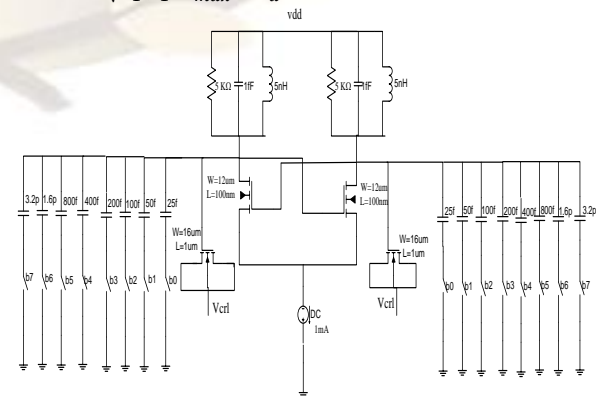 vdd
5 KΩ 1fF 5nH 5 KΩ 1fF 5nH
W=12um
L=100nm
W=12um
L=100nm
3.2p 1.6p 800f 400f 200f 100f 50f 25f
25f 50f 100f 200f 400f 800f 1.6p 3.2p
W=16um
L=1um
W=16um
L=1um
b7 b6 b5 b4 b3 b2 b1 b0
b0 b1 b2 b3 b4 b5 b6 b7
Vcrl
Vcrl
DC
1mA